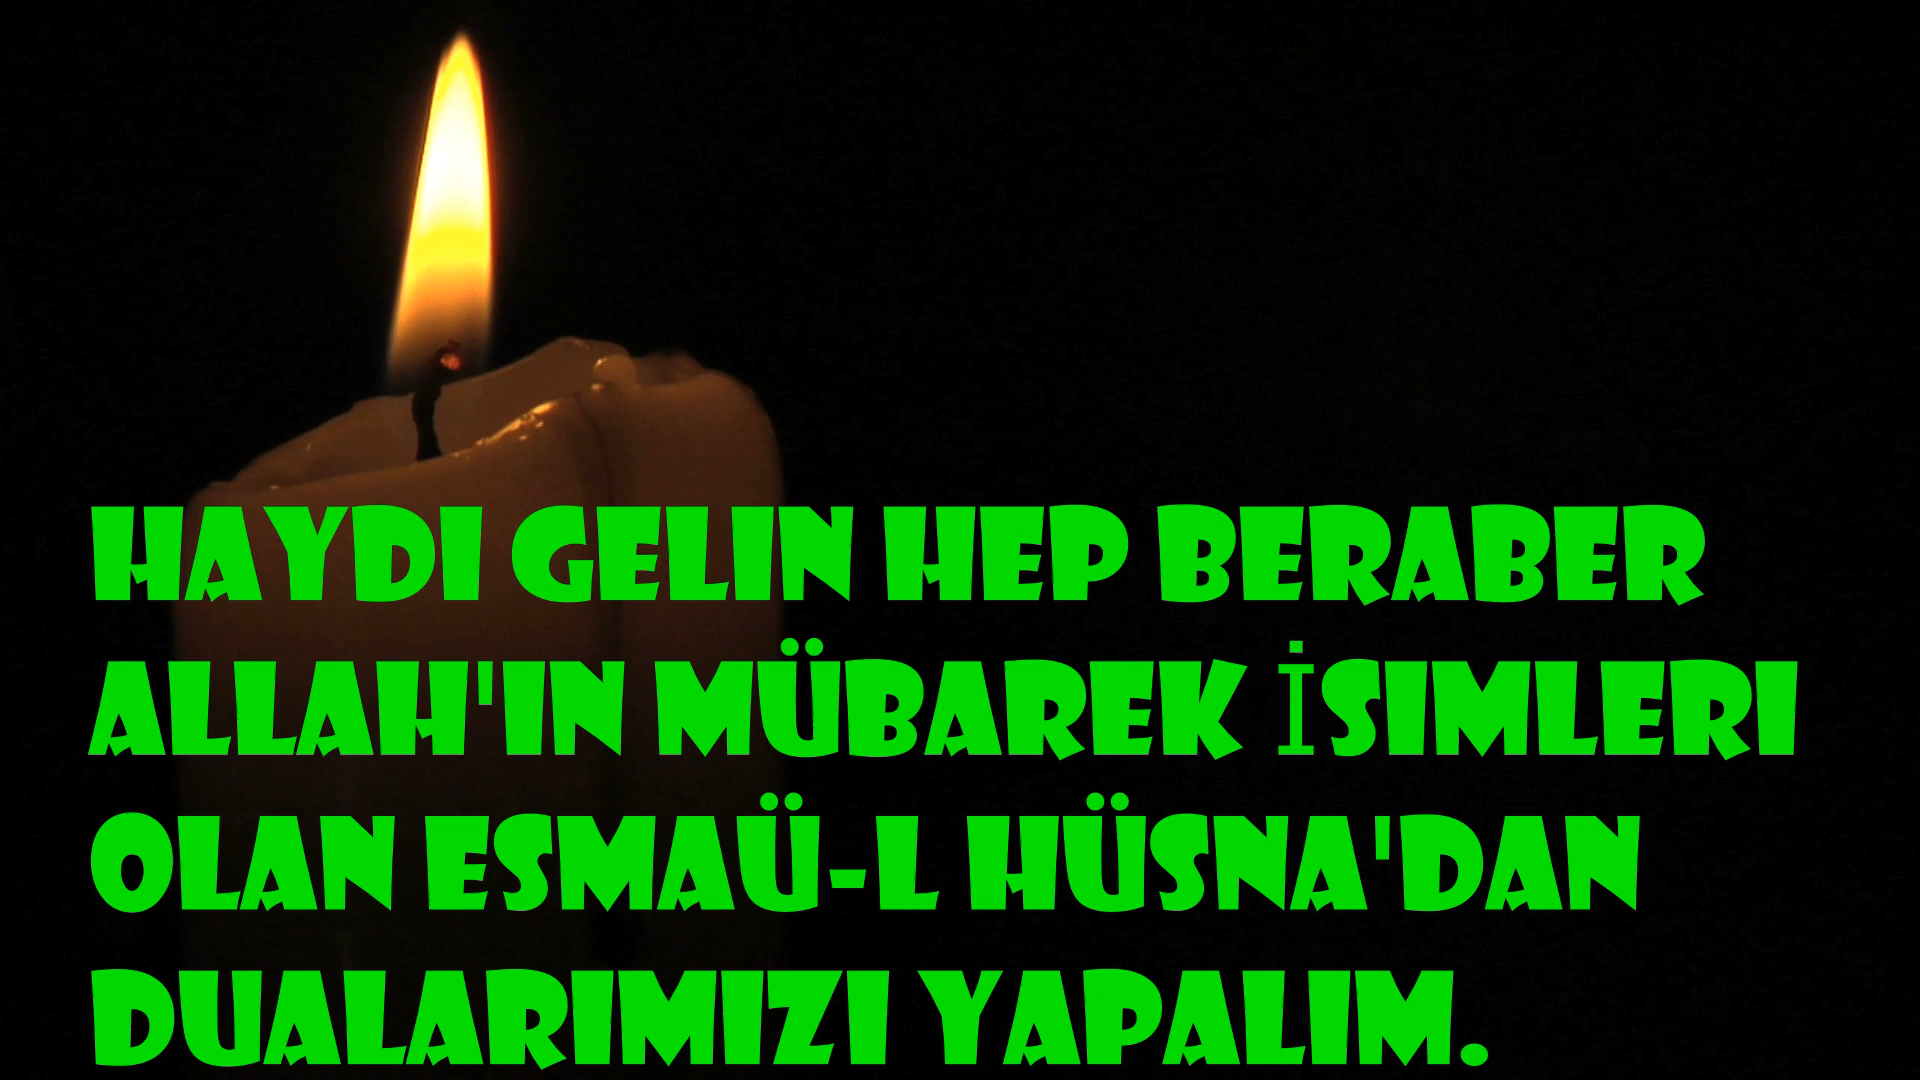 HAYDI GELIN HEP BERABER
ALLAH'IN MÜBAREK İSIMLERI
OLAN ESMAÜ-L HÜSNA'DAN
DUALARIMIZI YAPALIM.